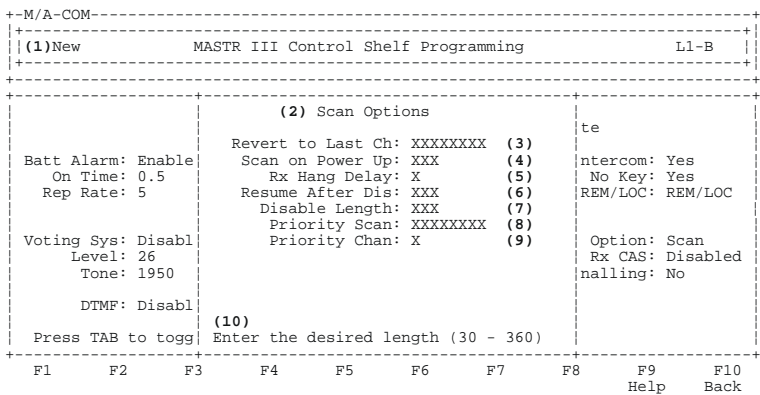 M/A-COM
(1)New MASTR III Control Shelf Programming L1-B
(2) Scan Options
te
Revert to Last Ch: XXXXXXXX (3)
Batt Alarm: Enable Scan on Power Up: XXX (4) ntercom: Yes
On Time: 0.5 Rx Hang Delay: X (5) No Key: Yes
Rep Rate: 5 Resume After Dis: XXX (6) REM/LOC: REM/LOC
Disable Length: XXX (7)
Priority Scan: XXXXXXXX (8)
Voting Sys: Disabl Priority Chan: X (9) Option: Scan
Level: 26 Rx CAS: Disabled
Tone: 1950 nalling: No
DTMF: Disabl
(10)
Press TAB to togg Enter the desired length (30 - 360)
F1 F2 F3 F4 F5 F6 F7 F8 F9 F10
Help Back